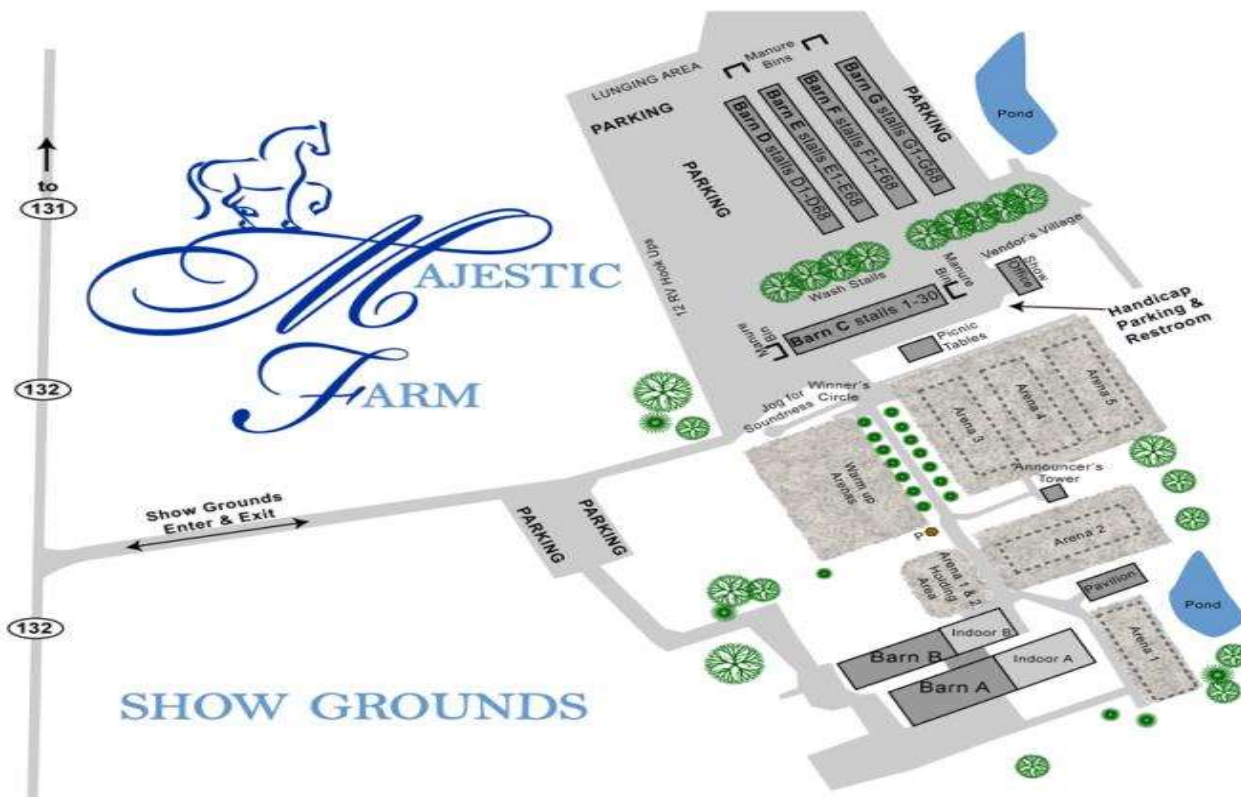 Manure
Bins
LUNGING AREA
PARKING
PARKING
PARKING
Barn D stalls D1-D68
Barn E stalls E1-E68
Barn F stalls F1-F68
Barn G stalls G1-G68
Pond
to
131
MAJESTIC
FARM
12 RV Hook Ups
Wash Stalls
Vendor's Village
Show
Office
Manure
Bin
Barn C stalls 1-30
Manure
Bin
Handicap
Parking &
Restroom
Picnic
Tables
132
Jog for
Soundness
Winner's
Circle
Arena 3
Arena 4
Arena 5
Warm up
Arenas
Announcer's
Tower
Show Grounds
Enter & Exit
PARKING
PARKING
P
Arena 2
Arena 1 & 2
Holding
Area
Pavilion
Pond
132
Barn B
Indoor B
Barn A
Indoor A
Arena 1
SHOW GROUNDS